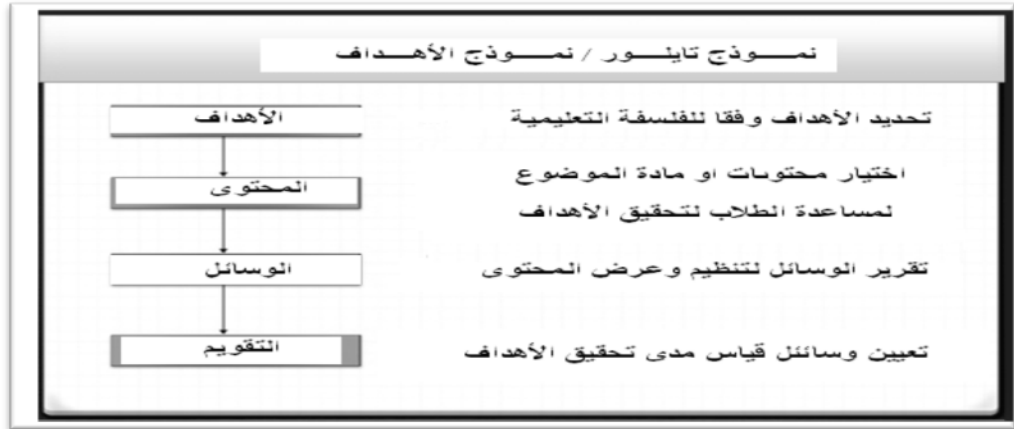 نمـــوذج تايلـــور / نمـــوذج الأهـــداف
تحديد الأهداف وفقا للفلسفة التعليمية
الأهداف
اختيار محتويات او مادة الموضوع
المحتوى
لمساعدة الطلاب لتحقيق الأهداف
تقرير الوسائل لتنظيم وعرض المحتوى
الوسائل
تعيين وسائل قياس مدى تحقيق الأهداف
التقويم